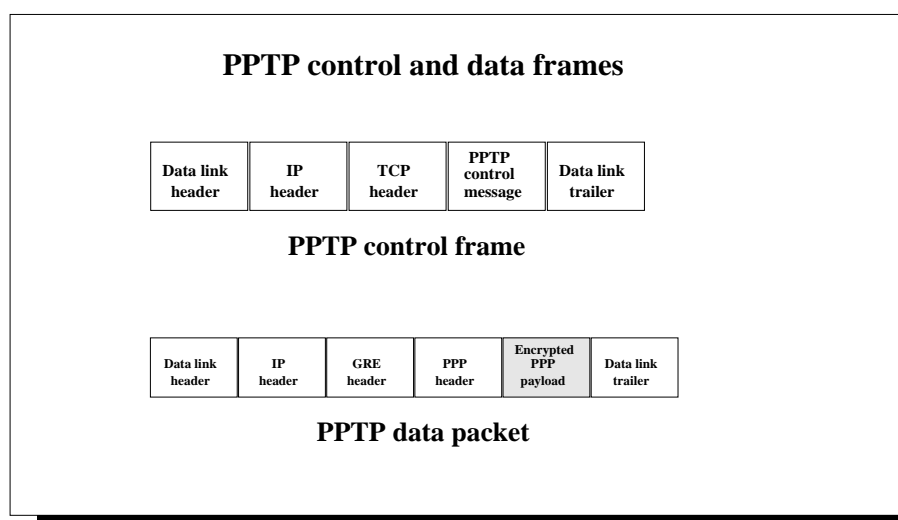 PPTP control and data frames
Data link
header
IP
header
TCP
header
PPTP
control
message
Data link
trailer
PPTP control frame
Data link
header
IP
header
GRE
header
PPP
header
Encrypted
PPP
payload
Data link
trailer
PPTP data packet